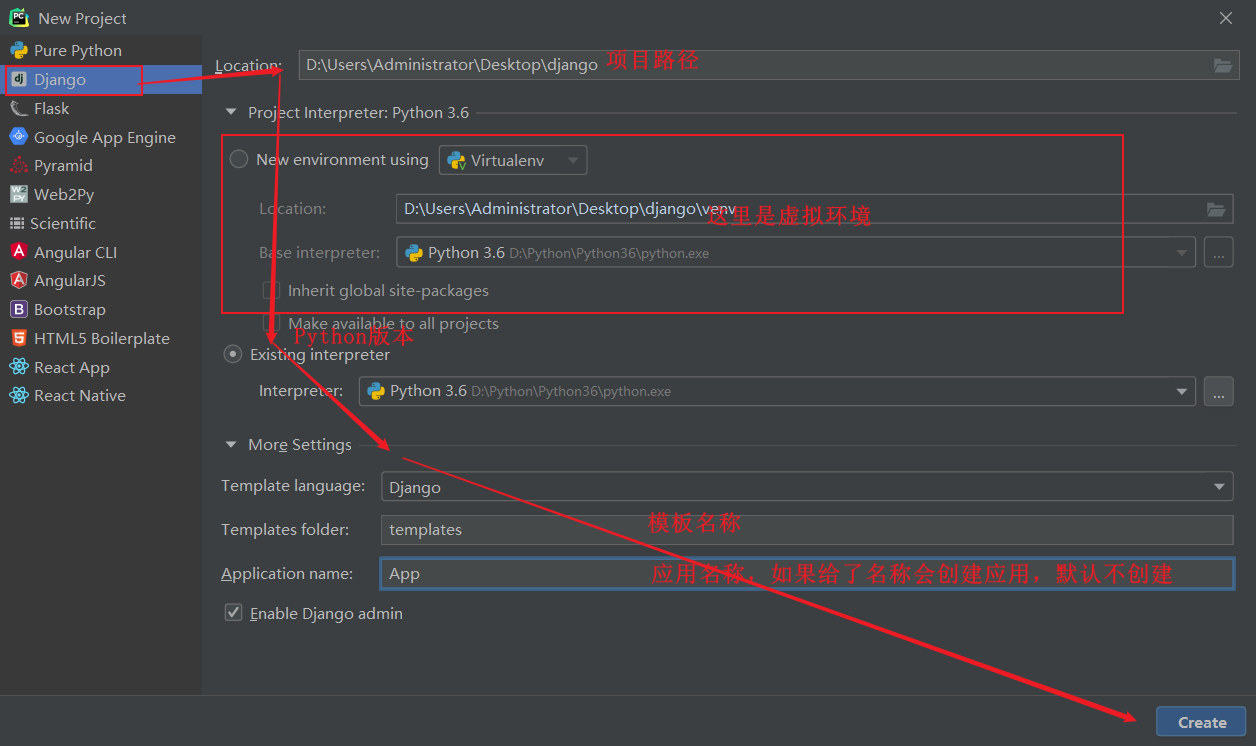 New Project
Pure Python
Django
Flask
Google App Engine
Pyramid
Web2Py
Scientific
Angular CLI
AngularJS
Bootstrap
HTML5 Boilerplate
React App
React Native
Location: D:\Users\Administrator\Desktop\django 项目路径
Project Interpreter: Python 3.6
New environment using Virtualenv
Location: D:\Users\Administrator\Desktop\django\venv 这里是虚拟环境
Base interpreter: Python 3.6 D:\Python\Python36\python.exe ...
Inherit global site-packages
Make available to all projects
Python版本
Existing interpreter
Interpreter: Python 3.6 D:\Python\Python36\python.exe ...
More Settings
Template language: Django
Templates folder: templates 模板名称
Application name: App 应用名称，如果给了名称会创建应用，默认不创建
Enable Django admin
Create